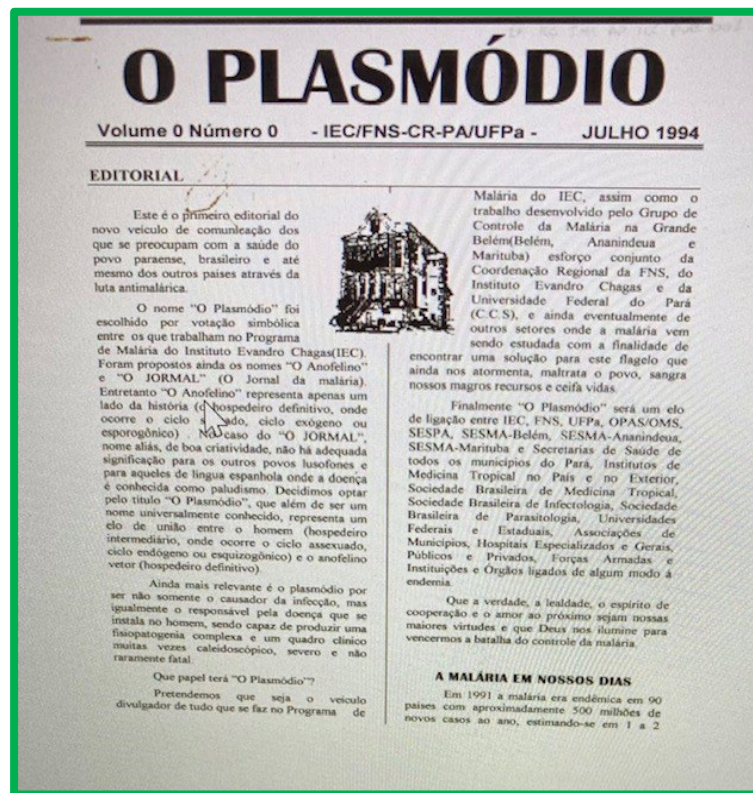 O PLASMÓDIO
Volume 0 Número 0 - IEC/FNS-CR-PA/UFPa - JULHO 1994
EDITORIAL
Este é o primeiro editorial do
novo veículo de comunicação dos
que se preocupam com a saúde do
povo paraense, brasileiro e até
mesmo dos outros países através da
luta antimalárica.
O nome "O Plasmódio" foi
escolhido por votação simbólica
entre os que trabalham no Programa
de Malária do Instituto Evandro Chagas(IEC).
Foram propostos ainda os nomes "O Anofelino"
e "O JORMAL" (O Jornal da malária).
Entretanto "O Anofelino" representa apenas um
lado da história (o hospedeiro definitivo, onde
ocorre o ciclo ado, ciclo exógeno ou
esporogônico) . No caso do "O JORMAL",
nome aliás, de boa criatividade, não há adequada
significação para os outros povos lusofones e
para aqueles de lingua espanhola onde a doença
é conhecida como paludismo. Decidimos optar
pelo titulo "O Plasmódio", que além de ser um
nome universalmente conhecido, representa um
elo de união entre o homem (hospedeiro
intermediário, onde ocorre o ciclo assexuado,
ciclo endógeno ou esquizogônico) e o anofelino
vetor (hospedeiro definitivo).
Ainda mais relevante é o plasmódio por
ser não somente o causador da infecção, mas
igualmente o responsável pela doença que se
instala no homem, sendo capaz de produzir uma
fisiopatogenia complexa e um quadro clínico
muitas vezes caleidoscópico, severo e não
raramente fatal.
Que papel terá "O Plasmódio"?
Pretendemos que seja o veículo
divulgador de tudo que se faz no Programa de
Malária do IEC, assim como o
trabalho desenvolvido pelo Grupo de
Controle da Malária na Grande
Belém(Belém, Ananindeua e
Marituba) esforço conjunto da
Coordenação Regional da FNS, do
Instituto Evandro Chagas e da
Universidade Federal do Pará
(C.C.S), e ainda eventualmente de
outros setores onde a malária vem
sendo estudada com a finalidade de
encontrar uma solução para este flagelo que
ainda nos atormenta, maltrata o povo, sangra
nossos magros recursos e ceifa vidas.
Finalmente "O Plasmódio" será um elo
de ligação entre IEC, FNS, UFPa, OPAS/OMS,
SESPA, SESMA-Belém, SESMA-Ananindeua,
SESMA-Marituba e Secretarias de Saúde de
todos os municípios do Pará, Institutos de
Medicina Tropical no País e no Exterior,
Sociedade Brasileira de Medicina Tropical,
Sociedade Brasileira de Infectologia, Sociedade
Brasileira de Parasitologia, Universidades
Federais e Estaduais, Associações de
Municípios, Hospitais Especializados e Gerais,
Públicos e Privados, Forças Armadas e
Instituições e Órgãos ligados de algum modo à
endemia.
Que a verdade, a lealdade, o espírito de
cooperação e o amor ao próximo sejam nossas
maiores virtudes e que Deus nos ilumine para
vencermos a batalha do controle da malária.
A MALÁRIA EM NOSSOS DIAS
Em 1991 a malária era endêmica em 90
países com aproximadamente 500 milhões de
novos casos ao ano, estimando-se em 1 a 2